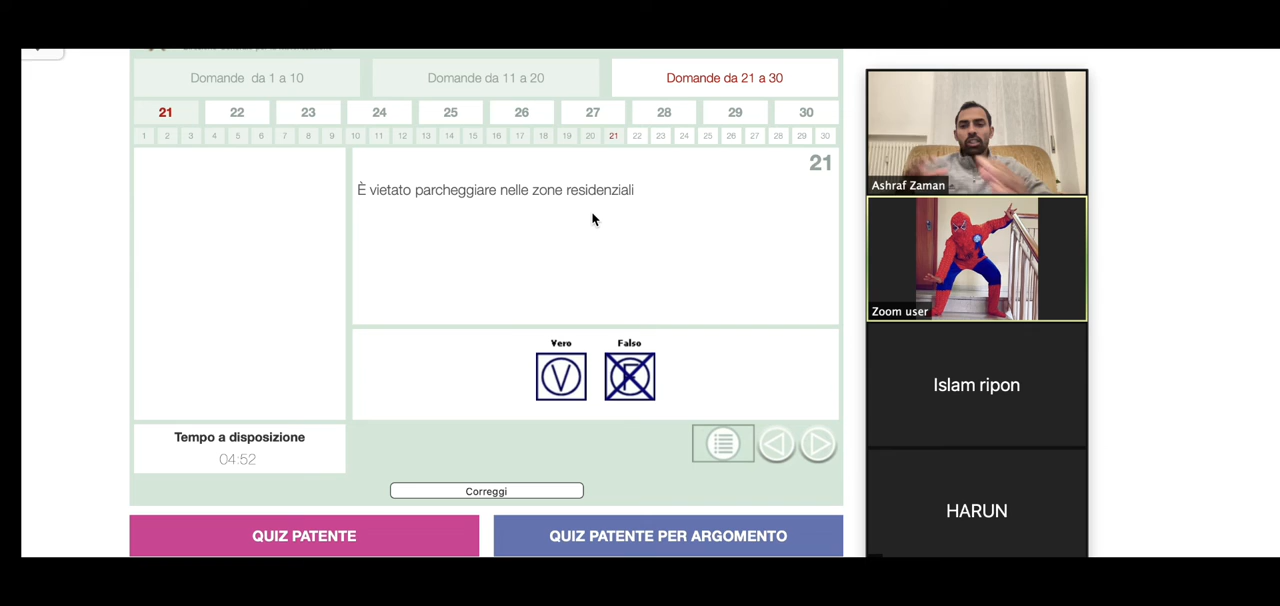 Domande da 1 a 10
Domande da 11 a 20
Domande da 21 a 30
21 22 23 24 25 26 27 28 29 30
1 2 3 4 5 6 7 8 9 10 11 12 13 14 15 16 17 18 19 20 21 22 23 24 25 26 27 28 29 30
21
È vietato parcheggiare nelle zone residenziali
Vero
Falso
V
F
Tempo a disposizione
04:52
Correggi
QUIZ PATENTE
QUIZ PATENTE PER ARGOMENTO
Ashraf Zaman
Zoom user
Islam ripon
HARUN